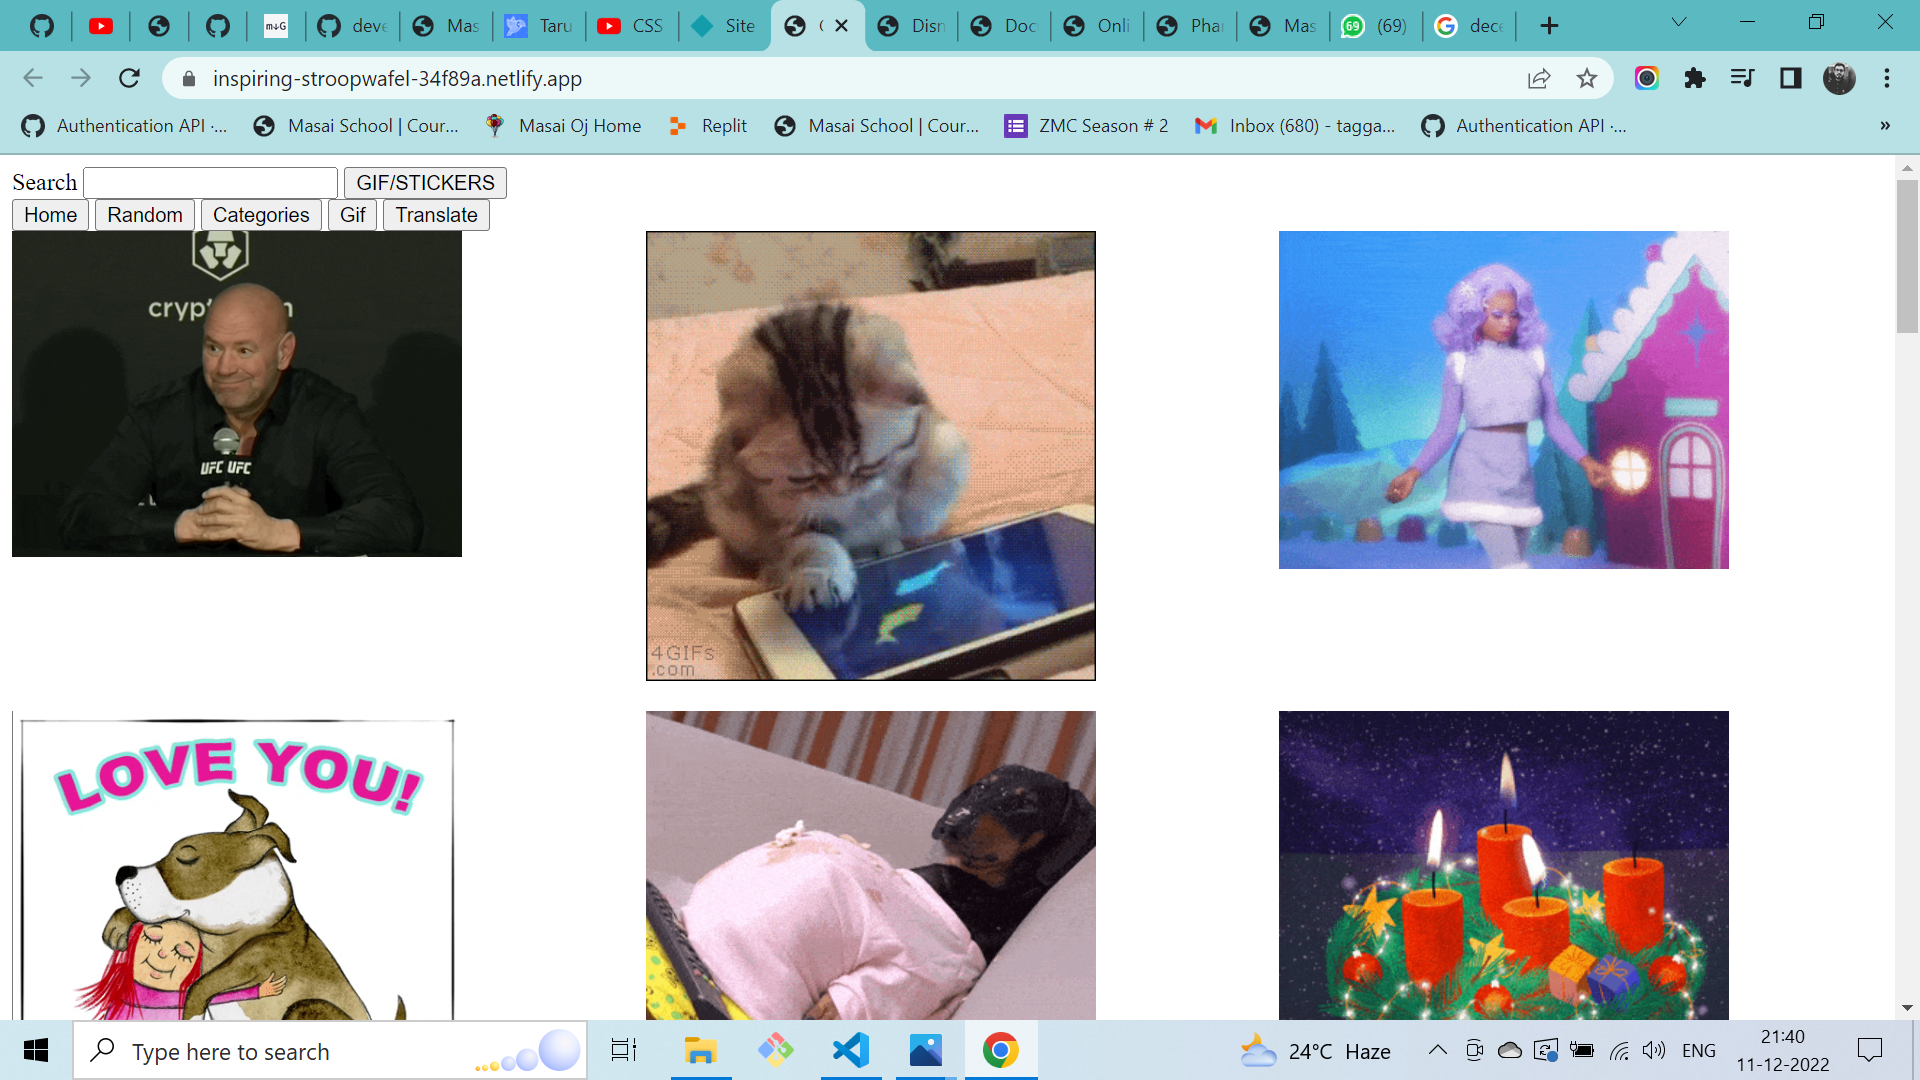 deve
Mas
Taru
CSS
Site
Disn
Doc
Onli
Phar
Mas
69
(69)
dece
inspiring-stroopwafel-34f89a.netlify.app
Authentication API ·...
Masai School | Cour...
Masai Oj Home
Replit
Masai School | Cour...
ZMC Season # 2
Inbox (680) - tagga...
Authentication API ·...
»
Search
GIF/STICKERS
Home
Random
Categories
Gif
Translate
UFC UFC
4GIFs
.com
LOVE YOU!
Type here to search
24°C Haze
ENG
21:40
11-12-2022